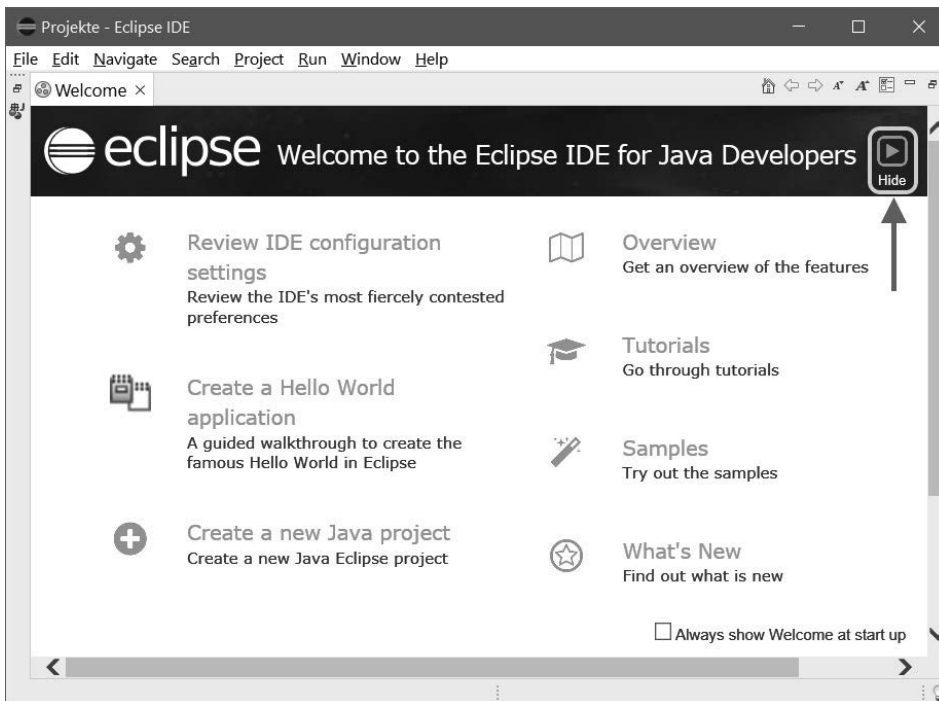 Projekte - Eclipse IDE
File Edit Navigate Search Project Run Window Help
Welcome
eclipse Welcome to the Eclipse IDE for Java Developers
Hide
Review IDE configuration
settings
Review the IDE's most fiercely contested
preferences
Create a Hello World
application
A guided walkthrough to create the
famous Hello World in Eclipse
Create a new Java project
Create a new Java Eclipse project
Overview
Get an overview of the features
Tutorials
Go through tutorials
Samples
Try out the samples
What's New
Find out what is new
Always show Welcome at start up